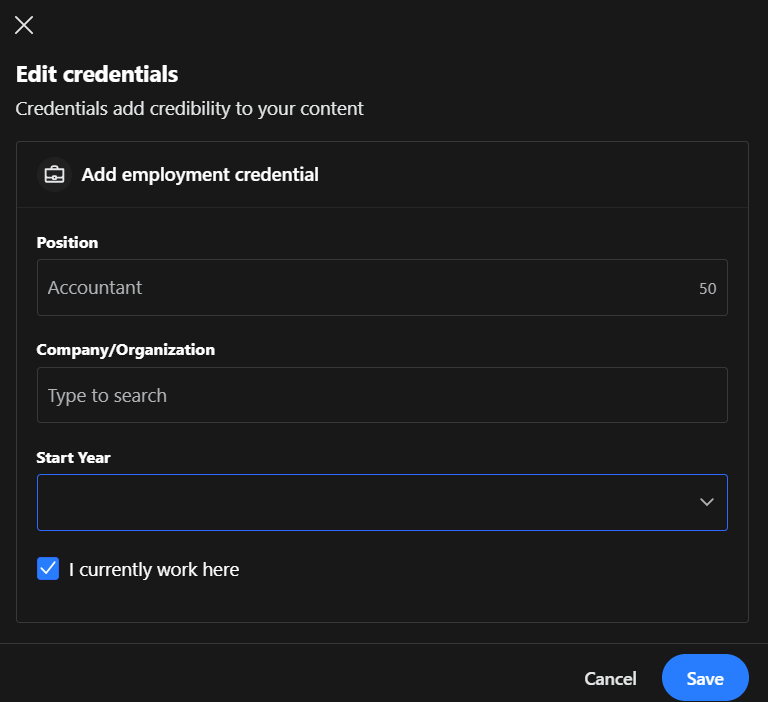 Edit credentials
Credentials add credibility to your content
Add employment credential
Position
Accountant 50
Company/Organization
Type to search
Start Year
I currently work here
Cancel Save